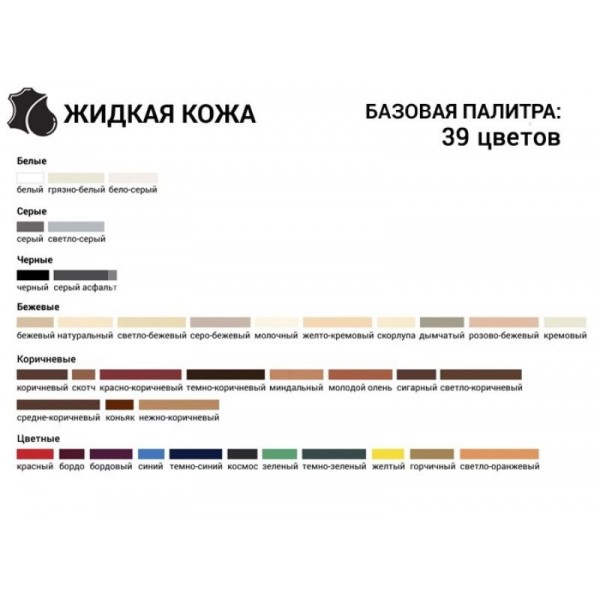 ЖИДКАЯ КОЖА
БАЗОВАЯ ПАЛИТРА:
39 цветов
Белые
белый грязно-белый бело-серый
Серые
серый светло-серый
Черные
черный серый асфальт
Бежевые
бежевый натуральный светло-бежевый серо-бежевый молочный желто-кремовый скорлупа дымчатый розово-бежевый кремовый
Коричневые
коричневый скотч красно-коричневый темно-коричневый миндальный молодой олень сигарный светло-коричневый
средне-коричневый коньяк нежно-коричневый
Цветные
красный бордо бордовый синий темно-синий космос зеленый темно-зеленый желтый горчичный светло-оранжевый